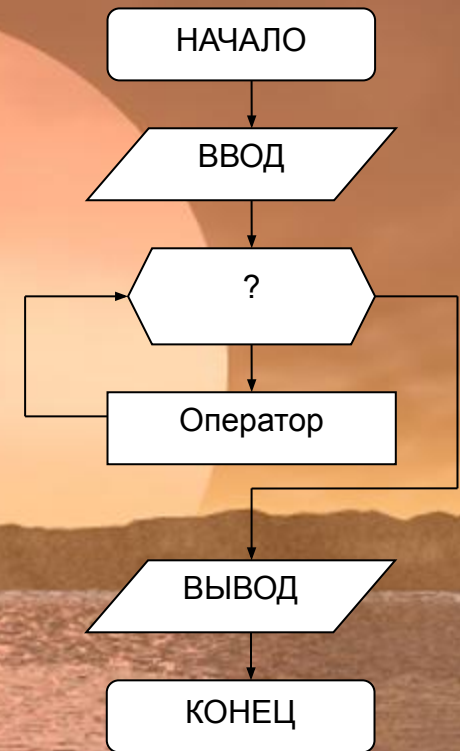 НАЧАЛО
ВВОД
?
Оператор
ВЫВОД
КОНЕЦ